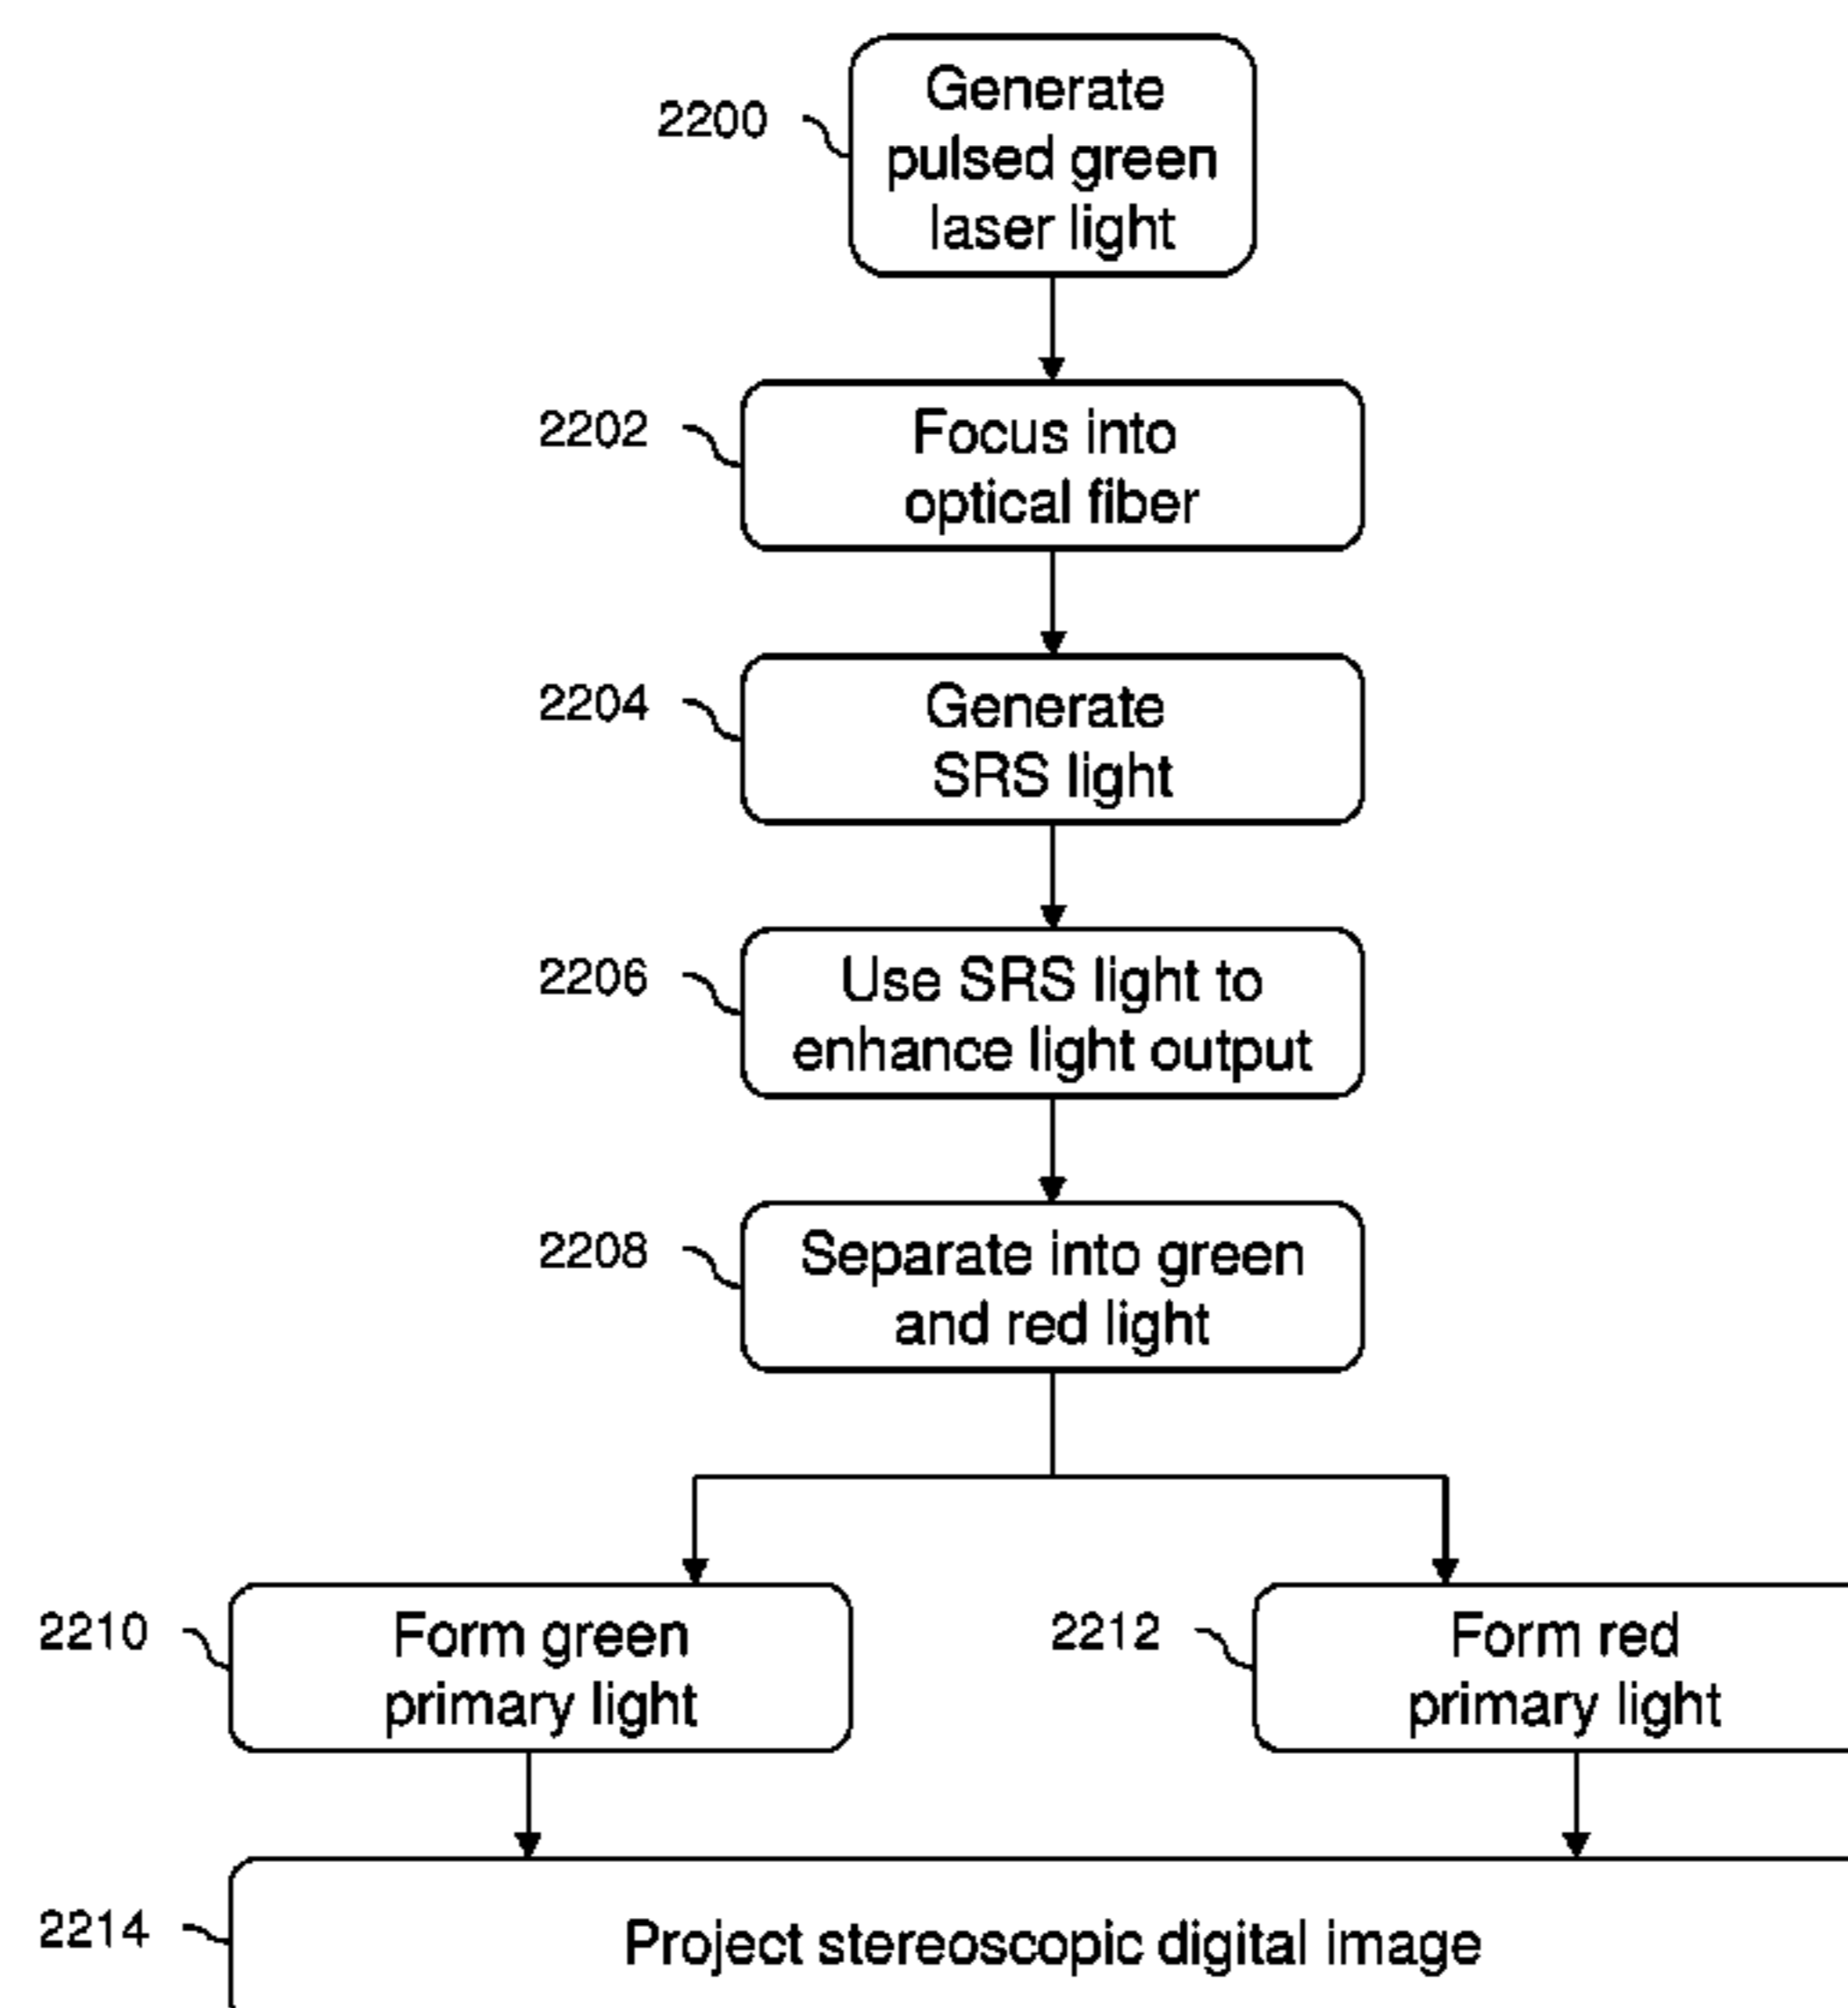 2200
Generate
pulsed green
laser light
2202
Focus into
optical fiber
2204
Generate
SRS light
2206
Use SRS light to
enhance light output
2208
Separate into green
and red light
2210
Form green
primary light
2212
Form red
primary light
2214
Project stereoscopic digital image